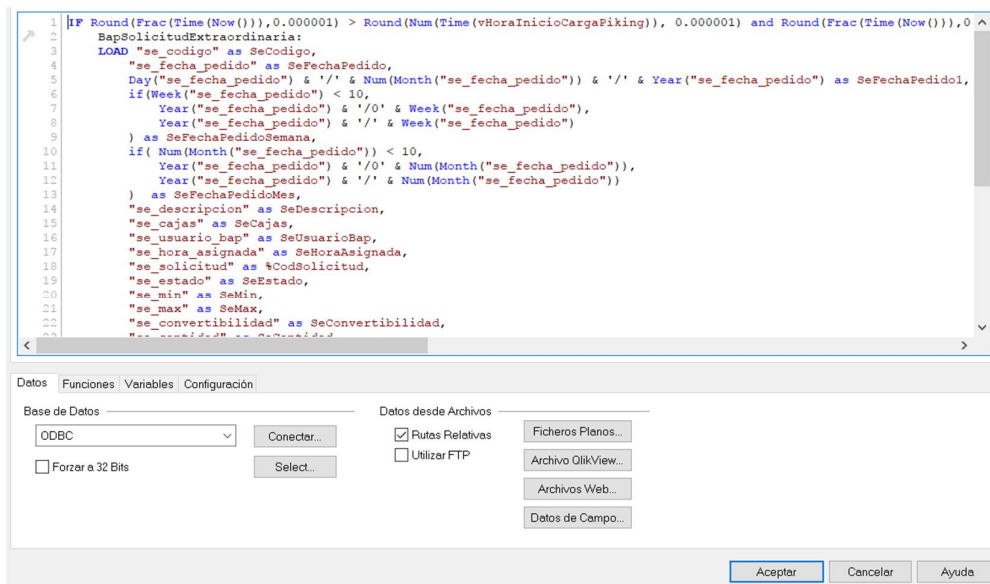 1 IF Round(Frac(Time(Now())),0.000001) > Round(Num(Time(vHoraInicioCargaPiking)), 0.000001) and Round(Frac(Time(Now())),0
2 BapSolicitudExtraordinaria:
3 LOAD "se_codigo" as SeCodigo,
4 "se_fecha_pedido" as SeFechaPedido,
5 Day("se_fecha_pedido") & '/' & Num(Month("se_fecha_pedido")) & '/' & Year("se_fecha_pedido") as SeFechaPedido1,
6 if(Week("se_fecha_pedido") < 10,
7 Year("se_fecha_pedido") & '/0' & Week("se_fecha_pedido"),
8 Year("se_fecha_pedido") & '/' & Week("se_fecha_pedido")
9 ) as SeFechaPedidoSemana,
10 if( Num(Month("se_fecha_pedido")) < 10,
11 Year("se_fecha_pedido") & '/0' & Num(Month("se_fecha_pedido")),
12 Year("se_fecha_pedido") & '/' & Num(Month("se_fecha_pedido"))
13 ) as SeFechaPedidoMes,
14 "se_descripcion" as SeDescripcion,
15 "se_cajas" as SeCajas,
16 "se_usuario_bap" as SeUsuarioBap,
17 "se_hora_asignada" as SeHoraAsignada,
18 "se_solicitud" as %CodSolicitud,
19 "se_estado" as SeEstado,
20 "se_min" as SeMin,
21 "se_max" as SeMax,
22 "se_convertibilidad" as SeConvertibilidad,
23 "se_cantidad" as SeCantidad
Datos Funciones Variables Configuración
Base de Datos
ODBC
Conectar...
Forzar a 32 Bits
Select...
Datos desde Archivos
Rutas Relativas
Utilizar FTP
Ficheros Planos...
Archivo QlikView...
Archivos Web...
Datos de Campo...
Aceptar Cancelar Ayuda